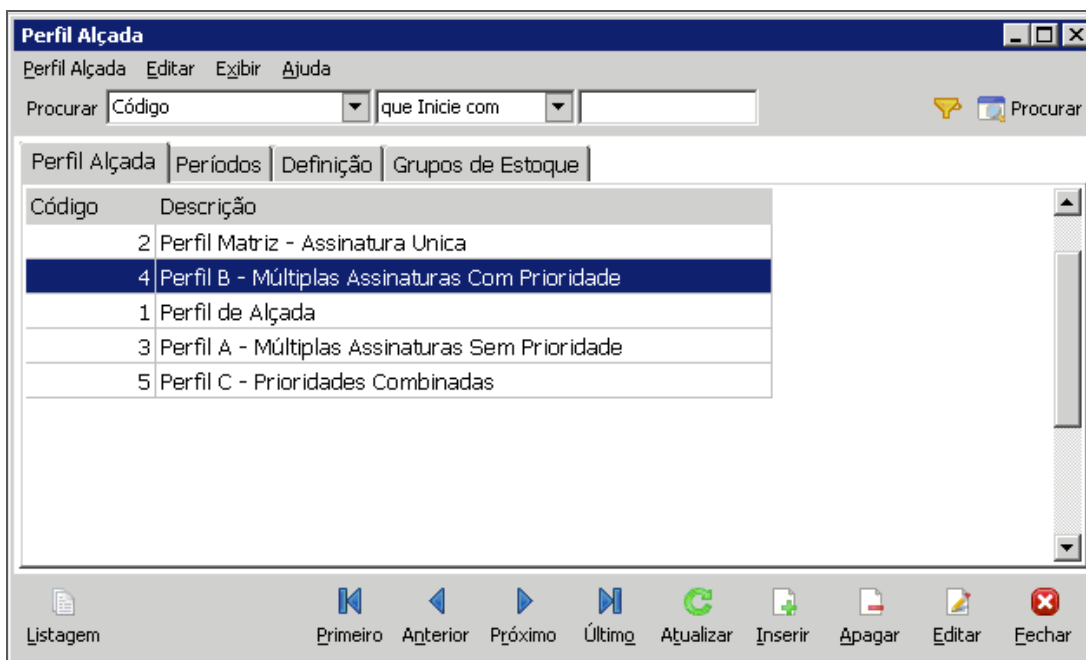 Perfil Alçada
Perfil Alçada Editar Exibir Ajuda
Procurar Código que Inicie com Procurar
Perfil Alçada Períodos Definição Grupos de Estoque
Código Descrição
2 Perfil Matriz - Assinatura Unica
4 Perfil B - Múltiplas Assinaturas Com Prioridade
1 Perfil de Alçada
3 Perfil A - Múltiplas Assinaturas Sem Prioridade
5 Perfil C - Prioridades Combinadas
Listagem Primeiro Anterior Próximo Último Atualizar Inserir Apagar Editar Fechar